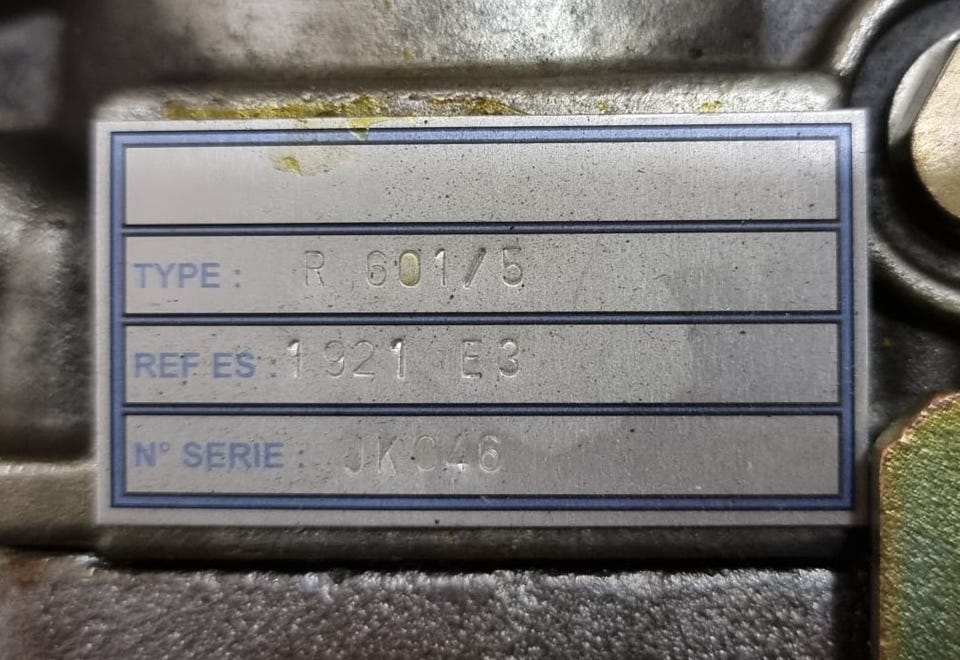 TYPE : R 601/5
REF ES : 1921 E3
N° SERIE : JK046